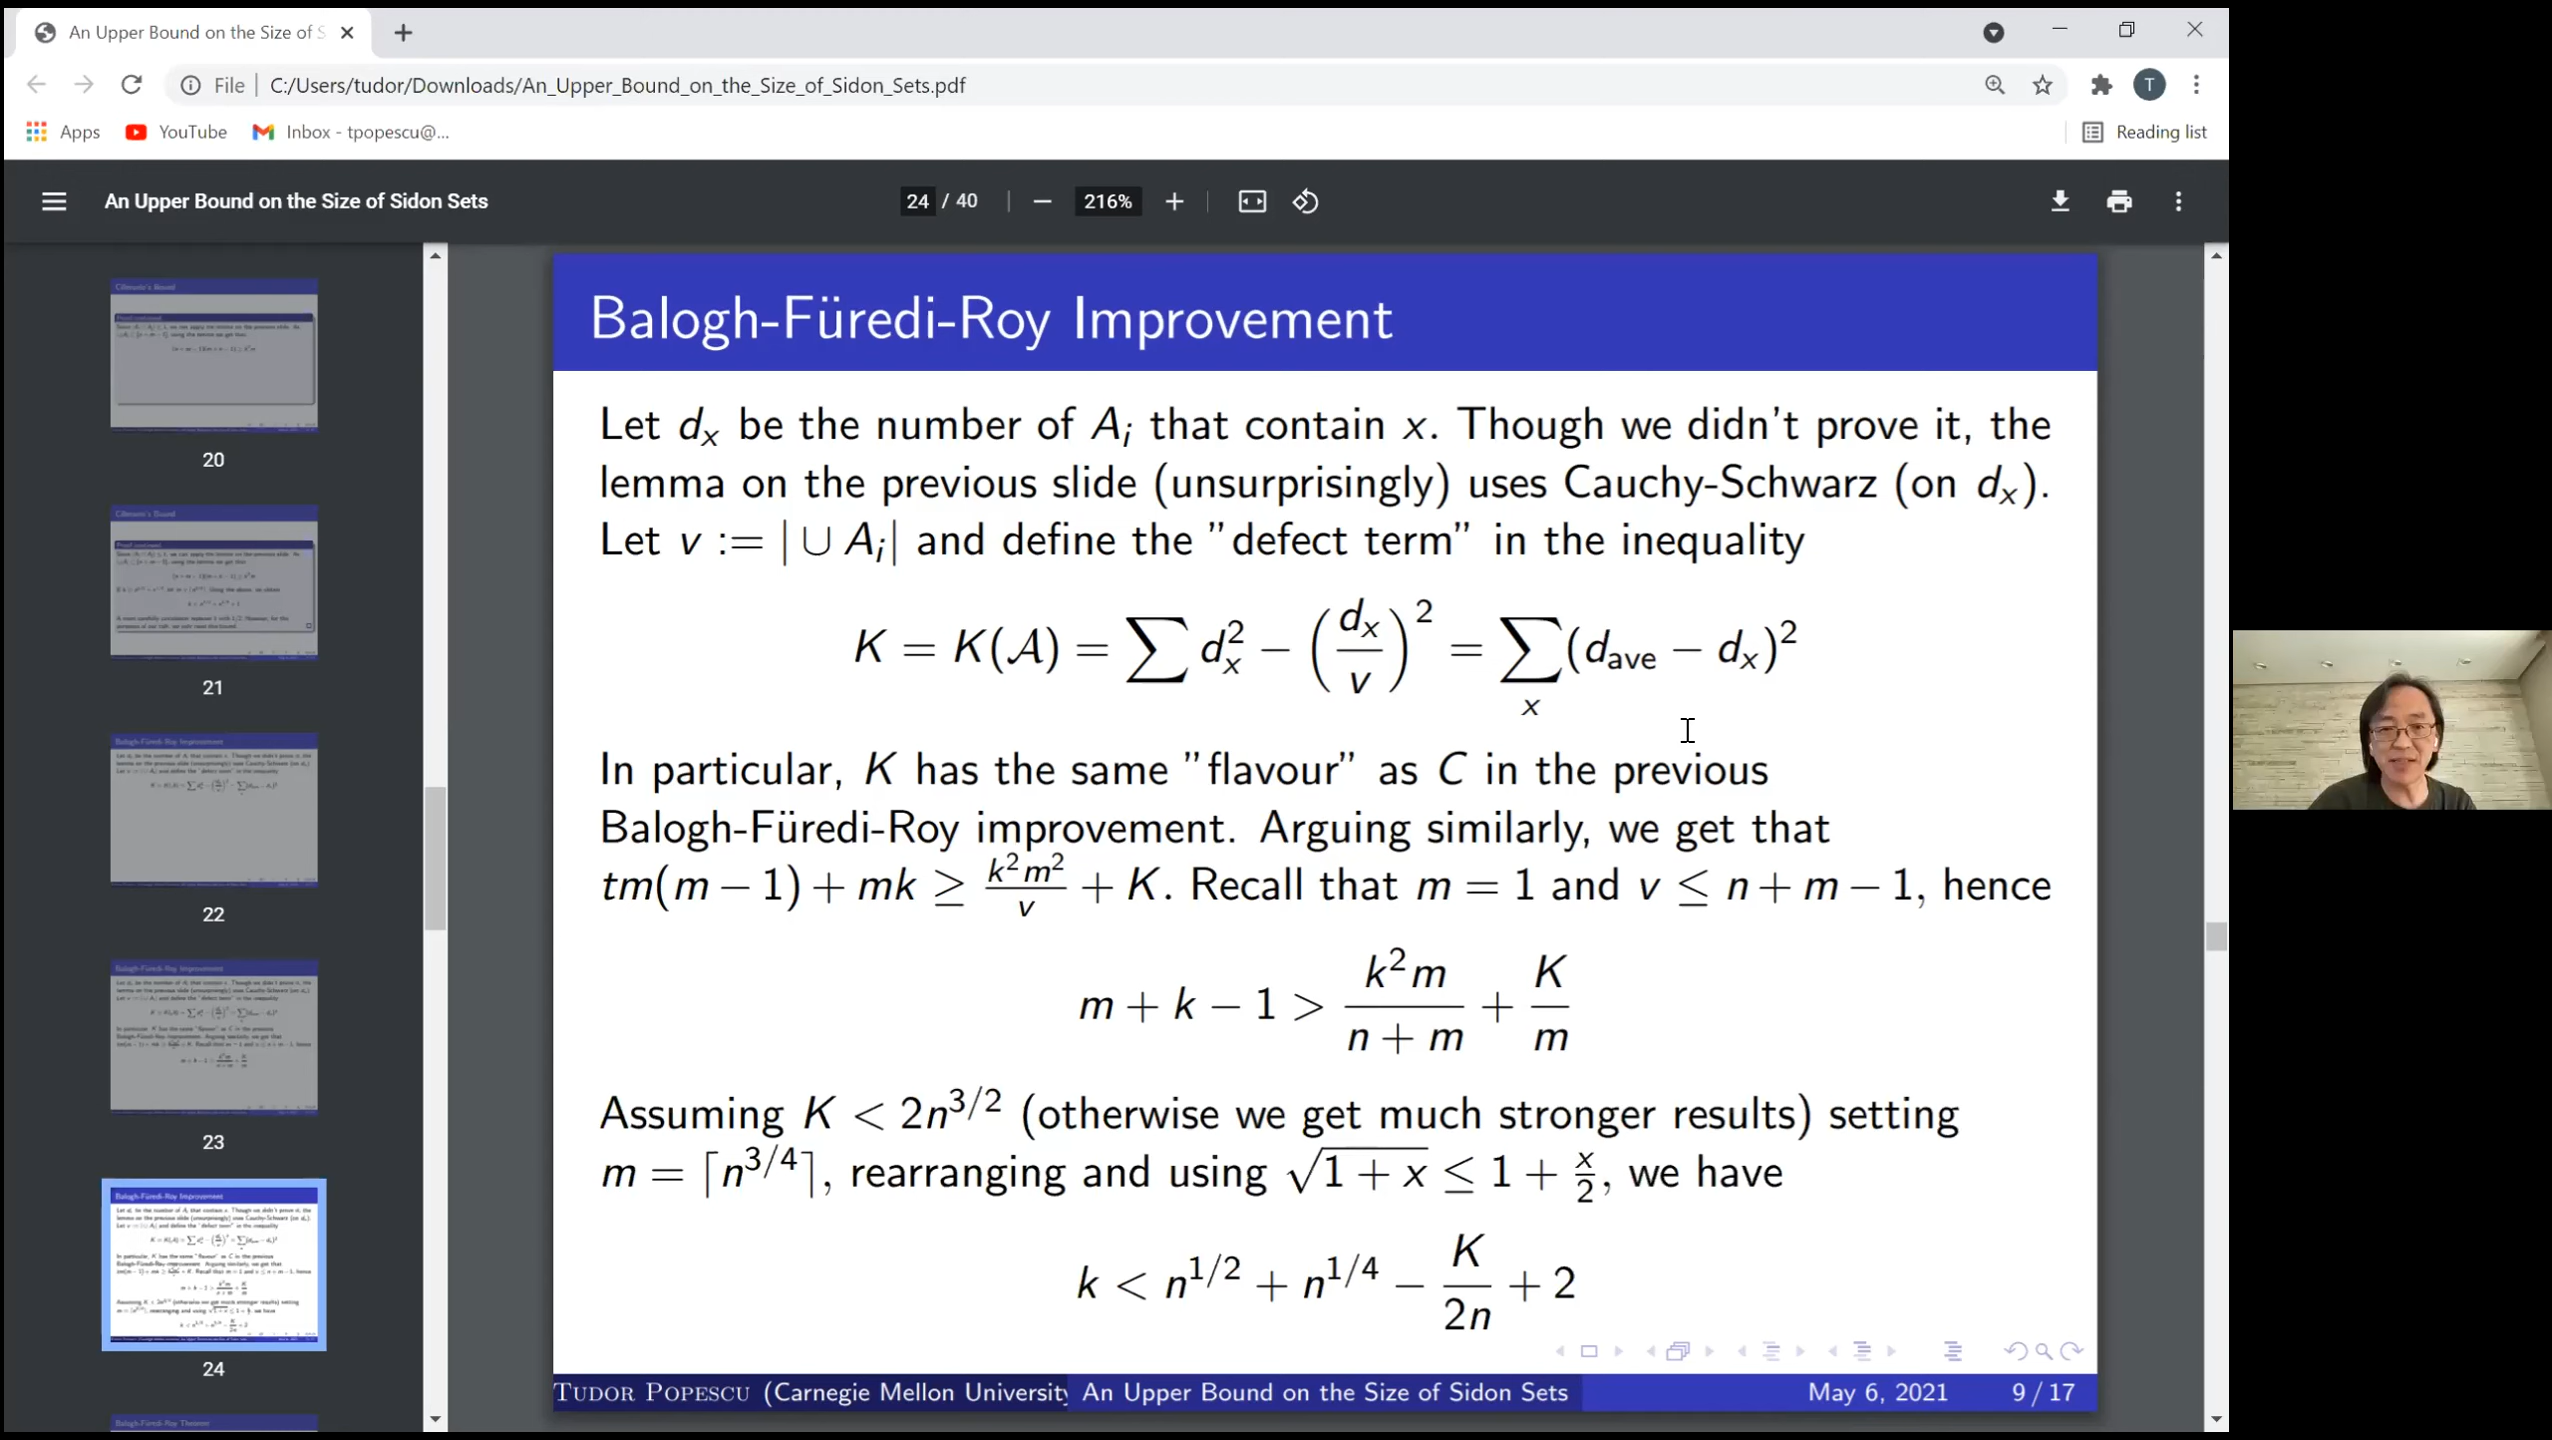 An Upper Bound on the Size of S
File C:/Users/tudor/Downloads/An_Upper_Bound_on_the_Size_of_Sidon_Sets.pdf
T
Apps YouTube Inbox - tpopescu@... Reading list
An Upper Bound on the Size of Sidon Sets 24 / 40 216%
20
21
22
23
24
Balogh-Füredi-Roy Improvement
Let d_x be the number of A_i that contain x. Though we didn't prove it, the
lemma on the previous slide (unsurprisingly) uses Cauchy-Schwarz (on d_x).
Let v := | ∪ A_i| and define the ”defect term” in the inequality
K = K(𝒜) = ∑ d_x^2 − (d_x/v)^2 = ∑_x (d_ave − d_x)^2
In particular, K has the same ”flavour” as C in the previous
Balogh-Füredi-Roy improvement. Arguing similarly, we get that
tm(m − 1) + mk ≥ k^2m^2/v + K. Recall that m = 1 and v ≤ n + m − 1, hence
m + k − 1 > k^2m/(n + m) + K/m
Assuming K < 2n^{3/2} (otherwise we get much stronger results) setting
m = ⌈n^{3/4}⌉, rearranging and using √(1 + x) ≤ 1 + x/2, we have
k < n^{1/2} + n^{1/4} − K/2n + 2
Tudor Popescu (Carnegie Mellon University An Upper Bound on the Size of Sidon Sets May 6, 2021 9 / 17